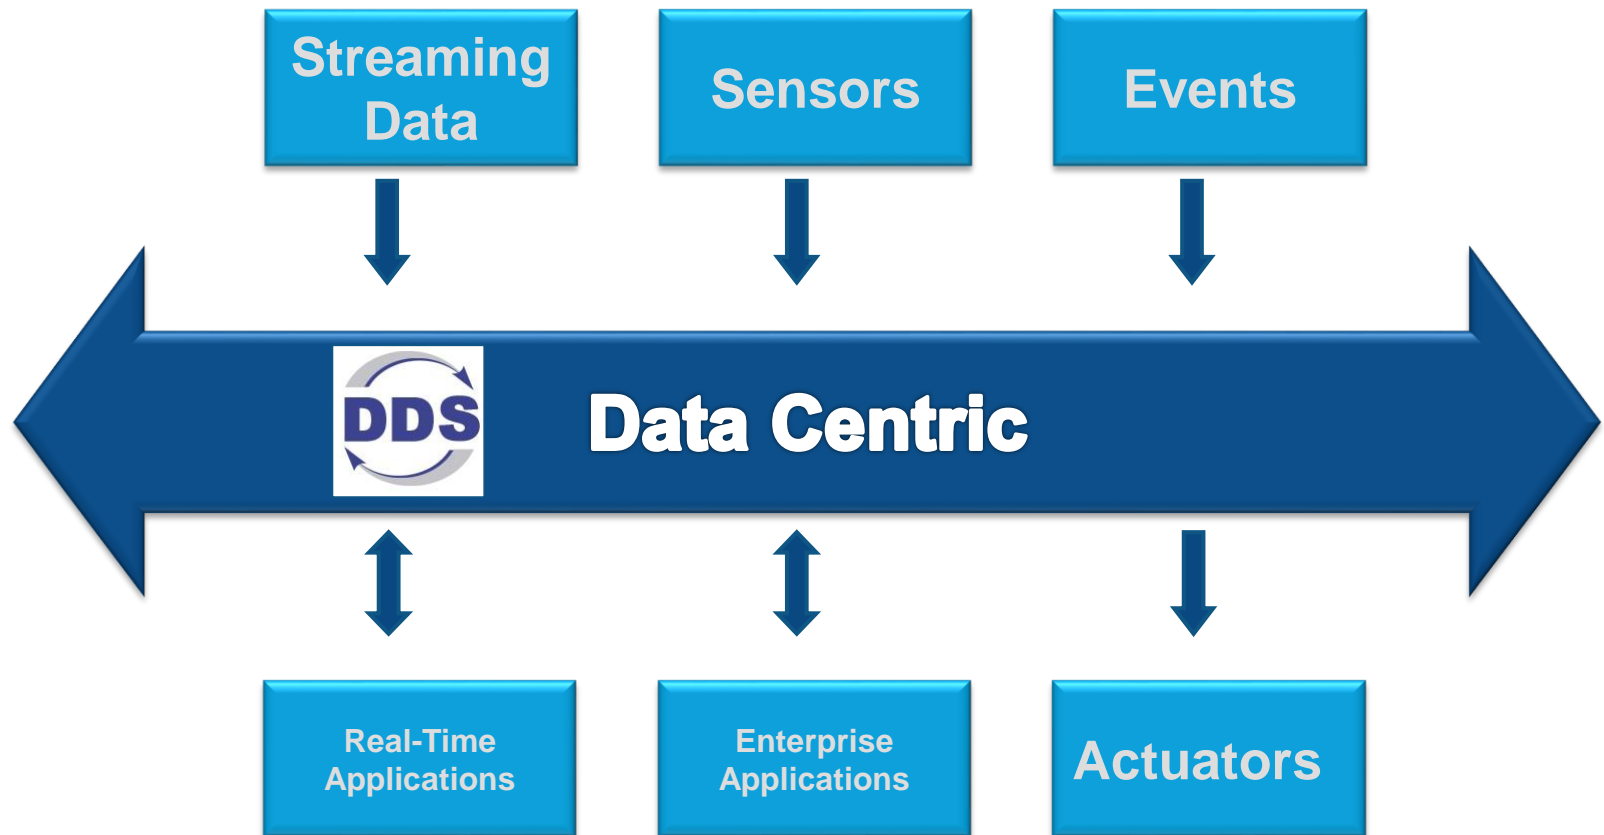 Streaming
Data
Sensors
Events
DDS
Data Centric
Real-Time
Applications
Enterprise
Applications
Actuators